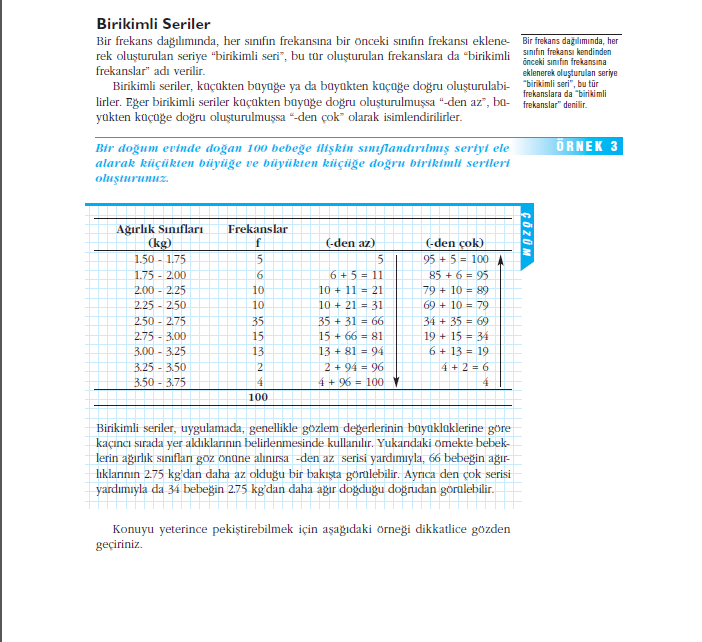 Birikimli Seriler
Bir frekans dağılımında, her sınıfın frekansına bir önceki sınıfın frekansı eklene-
rek oluşturulan seriye “birikimli seri”, bu tür oluşturulan frekanslara da “birikimli
frekanslar” adı verilir.
Birikimli seriler, küçükten büyüğe ya da büyükten küçüğe doğru oluşturulabi-
lirler. Eğer birikimli seriler küçükten büyüğe doğru oluşturulmuşsa “-den az”, bü-
yükten küçüğe doğru oluşturulmuşsa “-den çok” olarak isimlendirilirler.
Bir frekans dağılımında, her
sınıfın frekansı kendinden
önceki sınıfın frekansına
eklenerek oluşturulan seriye
“birikimli seri”, bu tür
frekanslara da “birikimli
frekanslar” denilir.
ÖRNEK 3
Bir doğum evinde doğan 100 bebeğe ilişkin sınıflandırılmış seriyi ele
alarak küçükten büyüğe ve büyükten küçüğe doğru birikimli serileri
oluşturunuz.
ÇÖZÜM
Ağırlık Sınıfları Frekanslar
(kg) f (-den az) (-den çok)
1.50 - 1.75 5 5 95 + 5 = 100
1.75 - 2.00 6 6 + 5 = 11 85 + 6 = 95
2.00 - 2.25 10 10 + 11 = 21 79 + 10 = 89
2.25 - 2.50 10 10 + 21 = 31 69 + 10 = 79
2.50 - 2.75 35 35 + 31 = 66 34 + 35 = 69
2.75 - 3.00 15 15 + 66 = 81 19 + 15 = 34
3.00 - 3.25 13 13 + 81 = 94 6 + 13 = 19
3.25 - 3.50 2 2 + 94 = 96 4 + 2 = 6
3.50 - 3.75 4 4 + 96 = 100 4
100
Birikimli seriler, uygulamada, genellikle gözlem değerlerinin büyüklüklerine göre
kaçıncı sırada yer aldıklarının belirlenmesinde kullanılır. Yukarıdaki örnekte bebek-
lerin ağırlık sınıfları göz önüne alınırsa -den az serisi yardımıyla, 66 bebeğin ağır-
lıklarının 2.75 kg’dan daha az olduğu bir bakışta görülebilir. Ayrıca den çok serisi
yardımıyla da 34 bebeğin 2.75 kg’dan daha ağır doğduğu doğrudan görülebilir.
Konuyu yeterince pekiştirebilmek için aşağıdaki örneği dikkatlice gözden
geçiriniz.